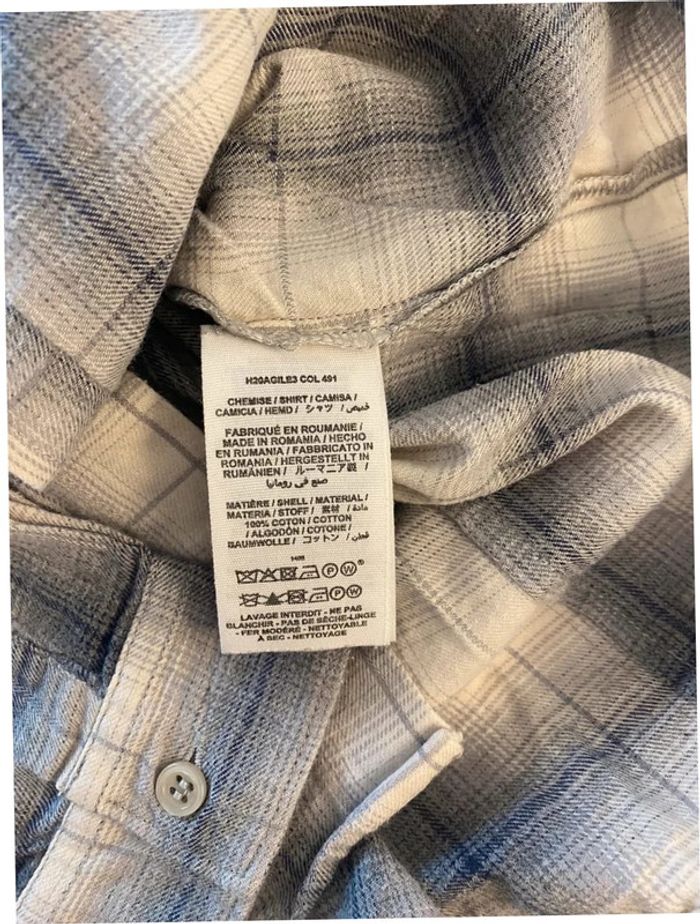 H20AGILE3 COL 491
CHEMISE / SHIRT / CAMISA /
CAMICIA / HEMD / シャツ / قميص /
FABRIQUÉ EN ROUMANIE /
MADE IN ROMANIA / HECHO
EN RUMANIA / FABBRICATO IN
ROMANIA / HERGESTELLT IN
RUMÄNIEN / ルーマニア製 /
صنع في رومانيا
MATIÈRE / SHELL / MATERIAL /
MATERIA / STOFF / 素材 / مادة /
100% COTON / COTTON
/ ALGODÓN / COTONE /
BAUMWOLLE / コットン / قطن /
P W
P W
LAVAGE INTERDIT - NE PAS
BLANCHIR - PAS DE SÈCHE-LINGE
- FER MODÉRÉ - NETTOYAGE
À SEC - NETTOYAGE